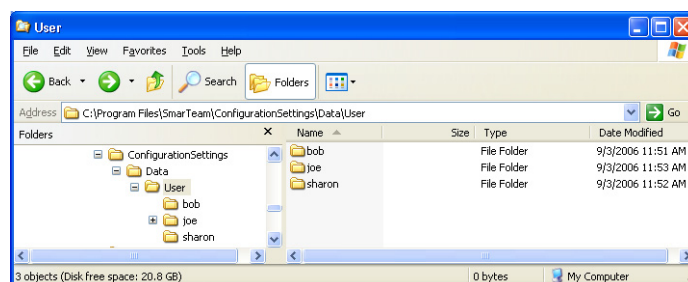 User
File Edit View Favorites Tools Help
Back Search Folders
Address C:\Program Files\SmarTeam\ConfigurationSettings\Data\User Go
Folders Name Size Type Date Modified
ConfigurationSettings
Data
User
bob
joe
sharon
bob File Folder 9/3/2006 11:51 AM
joe File Folder 9/3/2006 11:53 AM
sharon File Folder 9/3/2006 11:52 AM
3 objects (Disk free space: 20.8 GB) 0 bytes My Computer